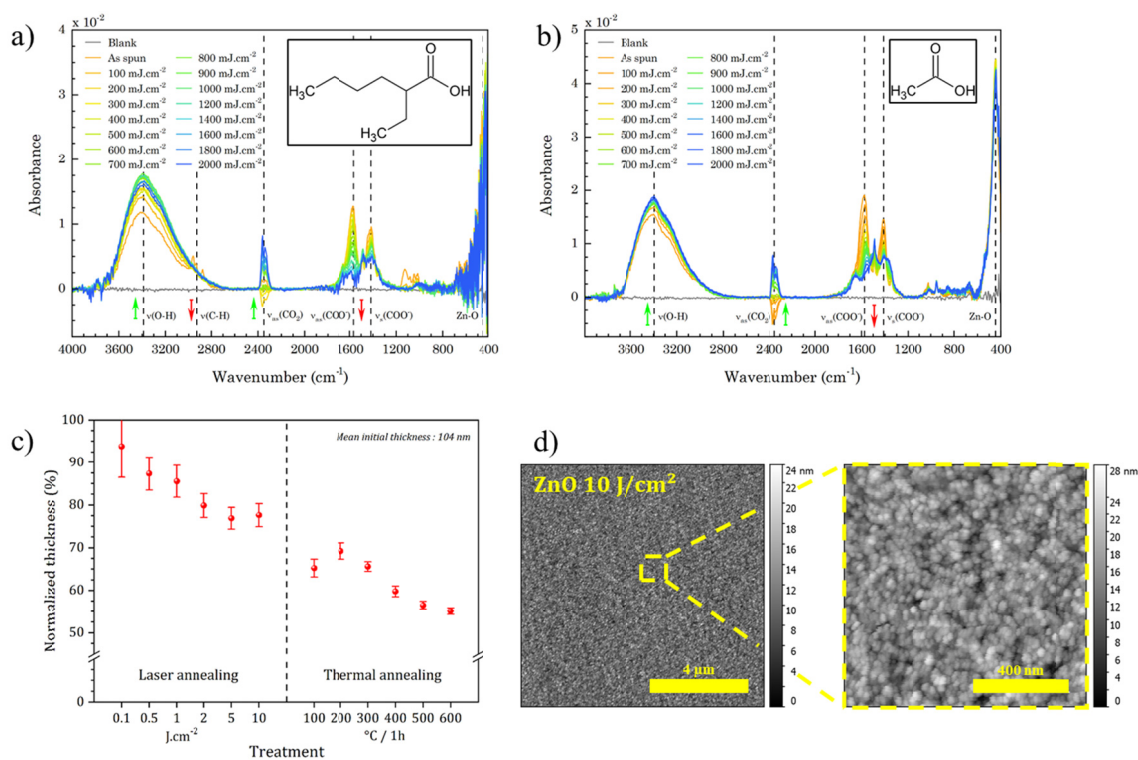 a)
x 10⁻²
4
3
2
1
0
Absorbance
Blank
As spun
100 mJ.cm⁻²
200 mJ.cm⁻²
300 mJ.cm⁻²
400 mJ.cm⁻²
500 mJ.cm⁻²
600 mJ.cm⁻²
700 mJ.cm⁻²
800 mJ.cm⁻²
900 mJ.cm⁻²
1000 mJ.cm⁻²
1200 mJ.cm⁻²
1400 mJ.cm⁻²
1600 mJ.cm⁻²
1800 mJ.cm⁻²
2000 mJ.cm⁻²
O
OH
H₃C
H₃C
ν(O-H) ν(C-H) νₐₛ(CO₂) νₐₛ(COO⁻) νₛ(COO⁻) Zn-O
4000 3600 3200 2800 2400 2000 1600 1200 800 400
Wavenumber (cm⁻¹)
b)
x 10⁻²
5
4
3
2
1
0
Absorbance
Blank
As spun
100 mJ.cm⁻²
200 mJ.cm⁻²
300 mJ.cm⁻²
400 mJ.cm⁻²
500 mJ.cm⁻²
600 mJ.cm⁻²
700 mJ.cm⁻²
800 mJ.cm⁻²
900 mJ.cm⁻²
1000 mJ.cm⁻²
1200 mJ.cm⁻²
1400 mJ.cm⁻²
1600 mJ.cm⁻²
1800 mJ.cm⁻²
2000 mJ.cm⁻²
O
H₃C OH
ν(O-H) νₐₛ(CO₂) νₐₛ(COO⁻) νₛ(COO⁻) Zn-O
3400 2800 2200 1600 1200 800 400
Wavenumber (cm⁻¹)
c)
100
90
80
70
60
50
0
Normalized thickness (%)
Mean initial thickness : 104 nm
Laser annealing Thermal annealing
0.1 0.5 1 2 5 10 100 200 300 400 500 600
J.cm⁻² °C / 1h
Treatment
d)
ZnO 10 J/cm²
4 µm
24 nm
22
20
18
16
14
12
10
8
6
4
0
400 nm
28 nm
24
22
20
18
16
14
12
10
8
6
4
0